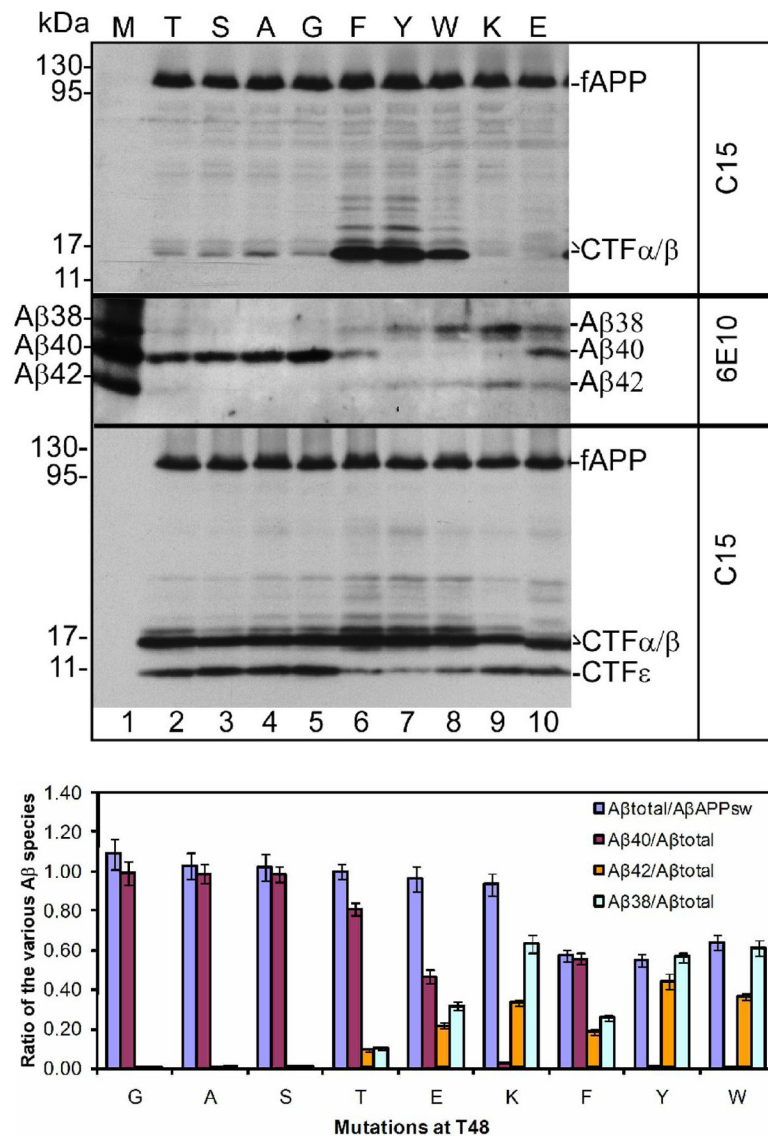 kDa M T S A G F Y W K E
130-
95-
-fAPP
17-
CTFα/β
11-
C15
Aβ38 -Aβ38
Aβ40 -Aβ40
Aβ42 -Aβ42
6E10
130-
95-
-fAPP
17-
CTFα/β
11-
-CTFε
C15
1 2 3 4 5 6 7 8 9 10
Ratio of the various Aβ species
1.40
1.20
1.00
0.80
0.60
0.40
0.20
0.00
Aβtotal/AβAPPsw
Aβ40/Aβtotal
Aβ42/Aβtotal
Aβ38/Aβtotal
G A S T E K F Y W
Mutations at T48